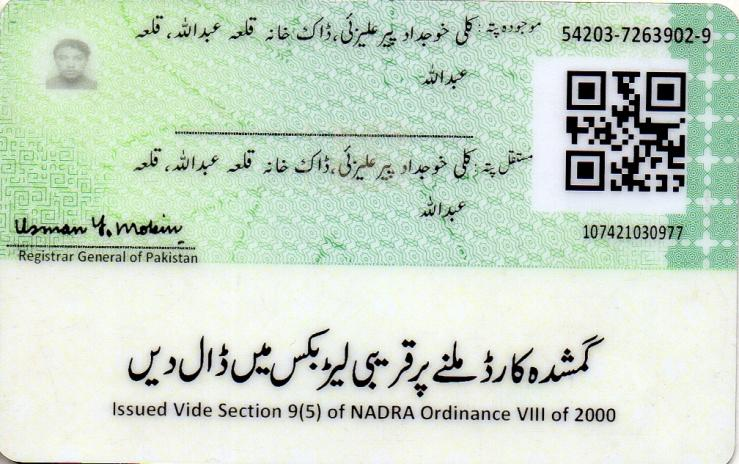 موجودہ پتہ: کلی خوجداد پیر علیزئی، ڈاک خانہ قلعہ عبداللہ، قلعہ
عبداللہ
54203-7263902-9
مستقل پتہ: کلی خوجداد پیر علیزئی، ڈاک خانہ قلعہ عبداللہ، قلعہ
عبداللہ
107421030977
Usman Y. Mobin
Registrar General of Pakistan
گمشدہ کارڈ ملنے پر قریبی لیٹر بکس میں ڈال دیں
Issued Vide Section 9(5) of NADRA Ordinance VIII of 2000